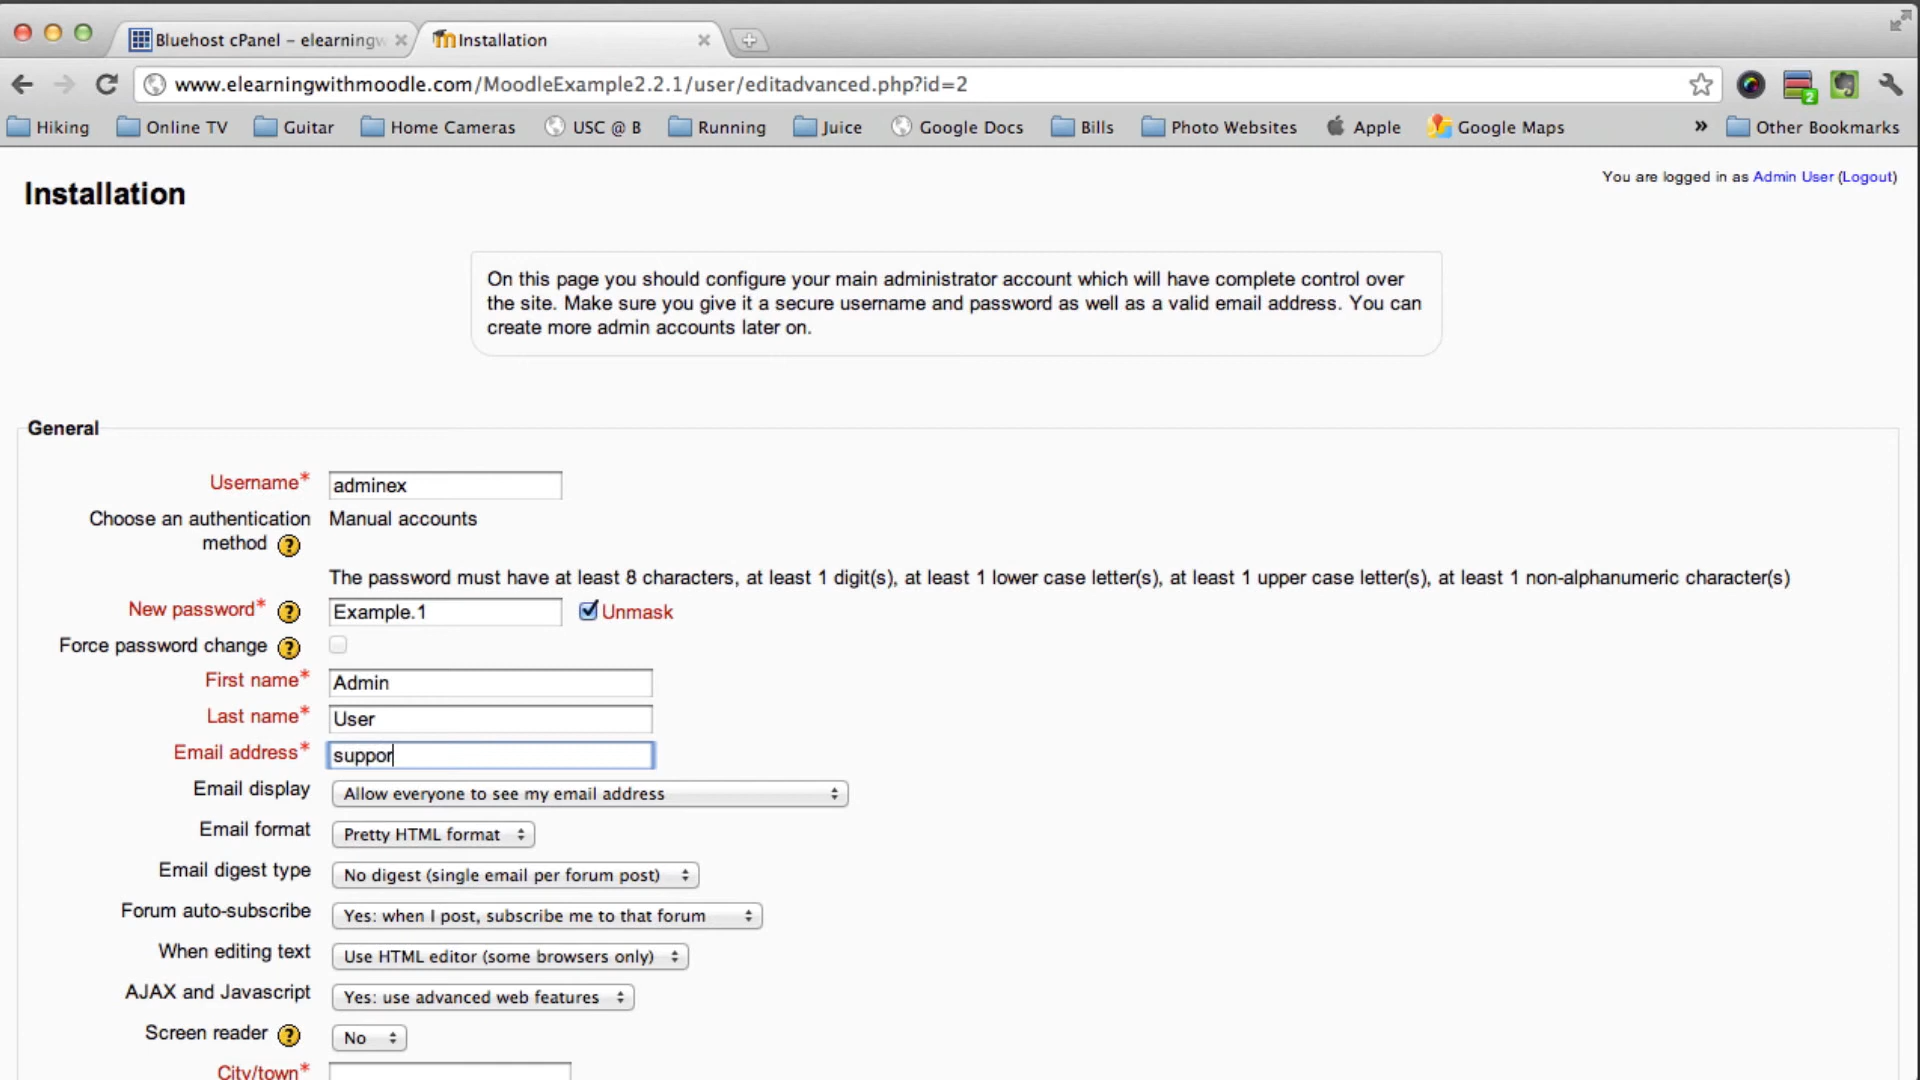 Bluehost cPanel – elearningw
Installation
www.elearningwithmoodle.com/MoodleExample2.2.1/user/editadvanced.php?id=2
2
Hiking
Online TV
Guitar
Home Cameras
USC @ B
Running
Juice
Google Docs
Bills
Photo Websites
Apple
Google Maps
»
Other Bookmarks
You are logged in as Admin User (Logout)
Installation
On this page you should configure your main administrator account which will have complete control over
the site. Make sure you give it a secure username and password as well as a valid email address. You can
create more admin accounts later on.
General
Username* adminex
Choose an authentication Manual accounts
method ?
The password must have at least 8 characters, at least 1 digit(s), at least 1 lower case letter(s), at least 1 upper case letter(s), at least 1 non-alphanumeric character(s)
New password* ? Example.1 Unmask
Force password change ?
First name* Admin
Last name* User
Email address* suppor
Email display Allow everyone to see my email address
Email format Pretty HTML format
Email digest type No digest (single email per forum post)
Forum auto-subscribe Yes: when I post, subscribe me to that forum
When editing text Use HTML editor (some browsers only)
AJAX and Javascript Yes: use advanced web features
Screen reader ? No
City/town*